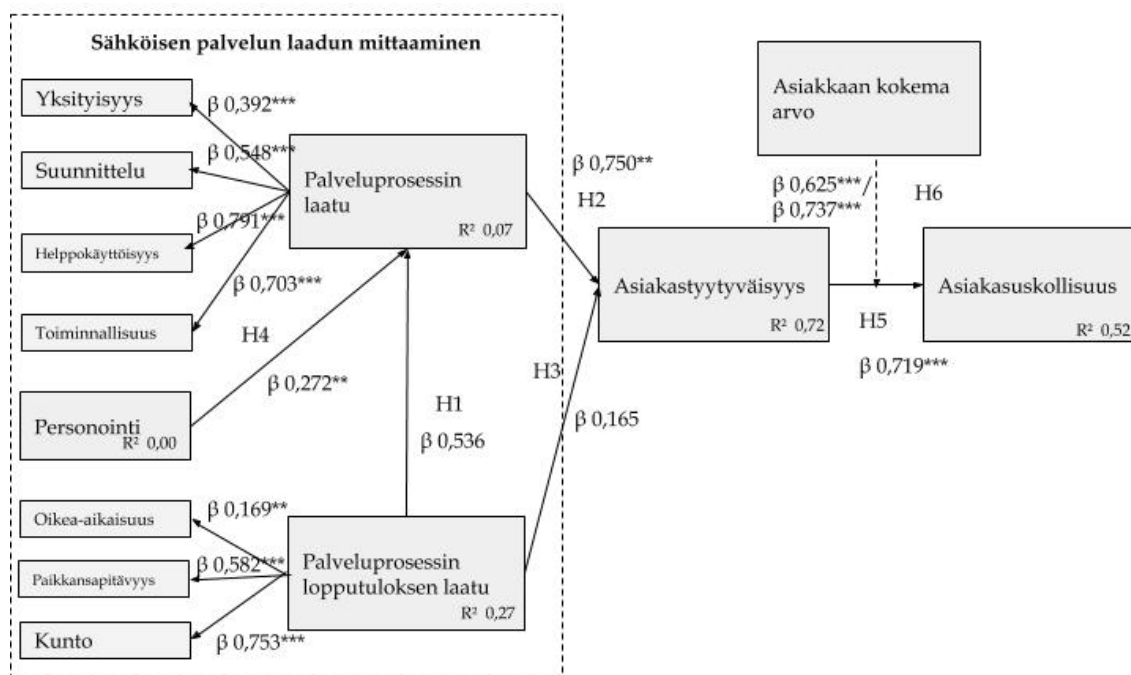 Sähköisen palvelun laadun mittaaminen
Yksityisyys
β 0,392***
Suunnittelu
β 0,548***
Helppokäyttöisyys
β 0,791***
Toiminnallisuus
β 0,703***
Palveluprosessin
laatu
R² 0,07
H4
β 0,272**
Personointi
R² 0,00
H1
β 0,536
Oikea-aikaisuus
β 0,169**
Paikkansapitävyys
β 0,582***
Kunto
β 0,753***
Palveluprosessin
lopputuloksen laatu
R² 0,27
β 0,750**
H2
H3
β 0,165
Asiakastyytyväisyys
R² 0,72
Asiakkaan kokema
arvo
β 0,625***/
β 0,737***
H6
H5
β 0,719***
Asiakasuskollisuus
R² 0,52